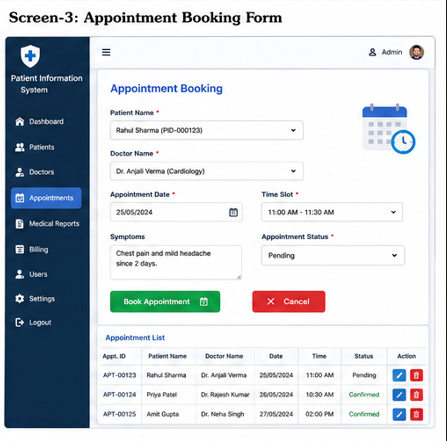 Screen-3: Appointment Booking Form
Patient Information
System
Admin
Dashboard
Patients
Doctors
Appointments
Medical Reports
Billing
Users
Settings
Logout
Appointment Booking
Patient Name *
Rahul Sharma (PID-000123)
Doctor Name *
Dr. Anjali Verma (Cardiology)
Appointment Date * Time Slot *
25/05/2024 11:00 AM - 11:30 AM
Symptoms Appointment Status *
Chest pain and mild headache
since 2 days.
Pending
Book Appointment Cancel
Appointment List
Appt. ID Patient Name Doctor Name Date Time Status Action
APT-00123 Rahul Sharma Dr. Anjali Verma 25/05/2024 11:00 AM Pending
APT-00124 Priya Patel Dr. Rajesh Kumar 26/05/2024 10:30 AM Confirmed
APT-00125 Amit Gupta Dr. Neha Singh 27/05/2024 02:00 PM Confirmed